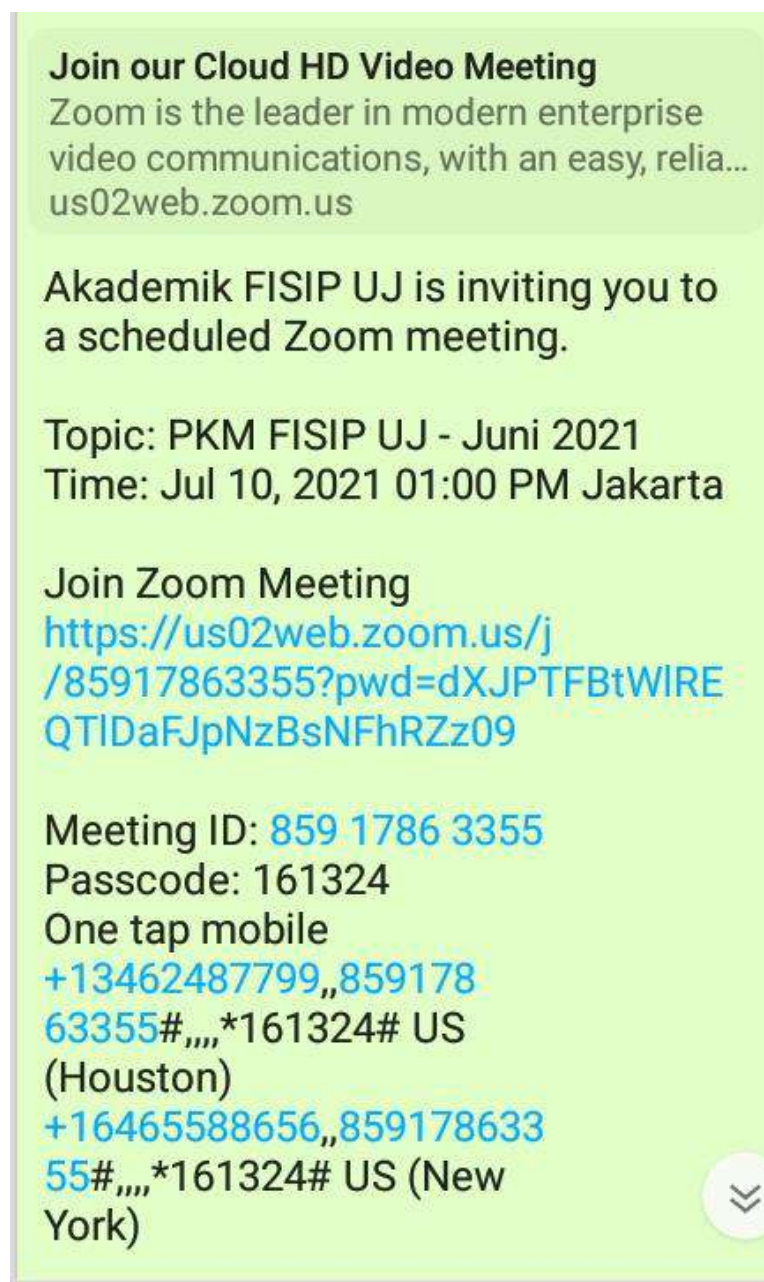 Join our Cloud HD Video Meeting
Zoom is the leader in modern enterprise
video communications, with an easy, relia...
us02web.zoom.us
Akademik FISIP UJ is inviting you to
a scheduled Zoom meeting.
Topic: PKM FISIP UJ - Juni 2021
Time: Jul 10, 2021 01:00 PM Jakarta
Join Zoom Meeting
https://us02web.zoom.us/j
/85917863355?pwd=dXJPTFBtWlRE
QTlDaFJpNzBsNFhRZz09
Meeting ID: 859 1786 3355
Passcode: 161324
One tap mobile
+13462487799,,859178
63355#,,,,*161324# US
(Houston)
+16465588656,,859178633
55#,,,,*161324# US (New
York)